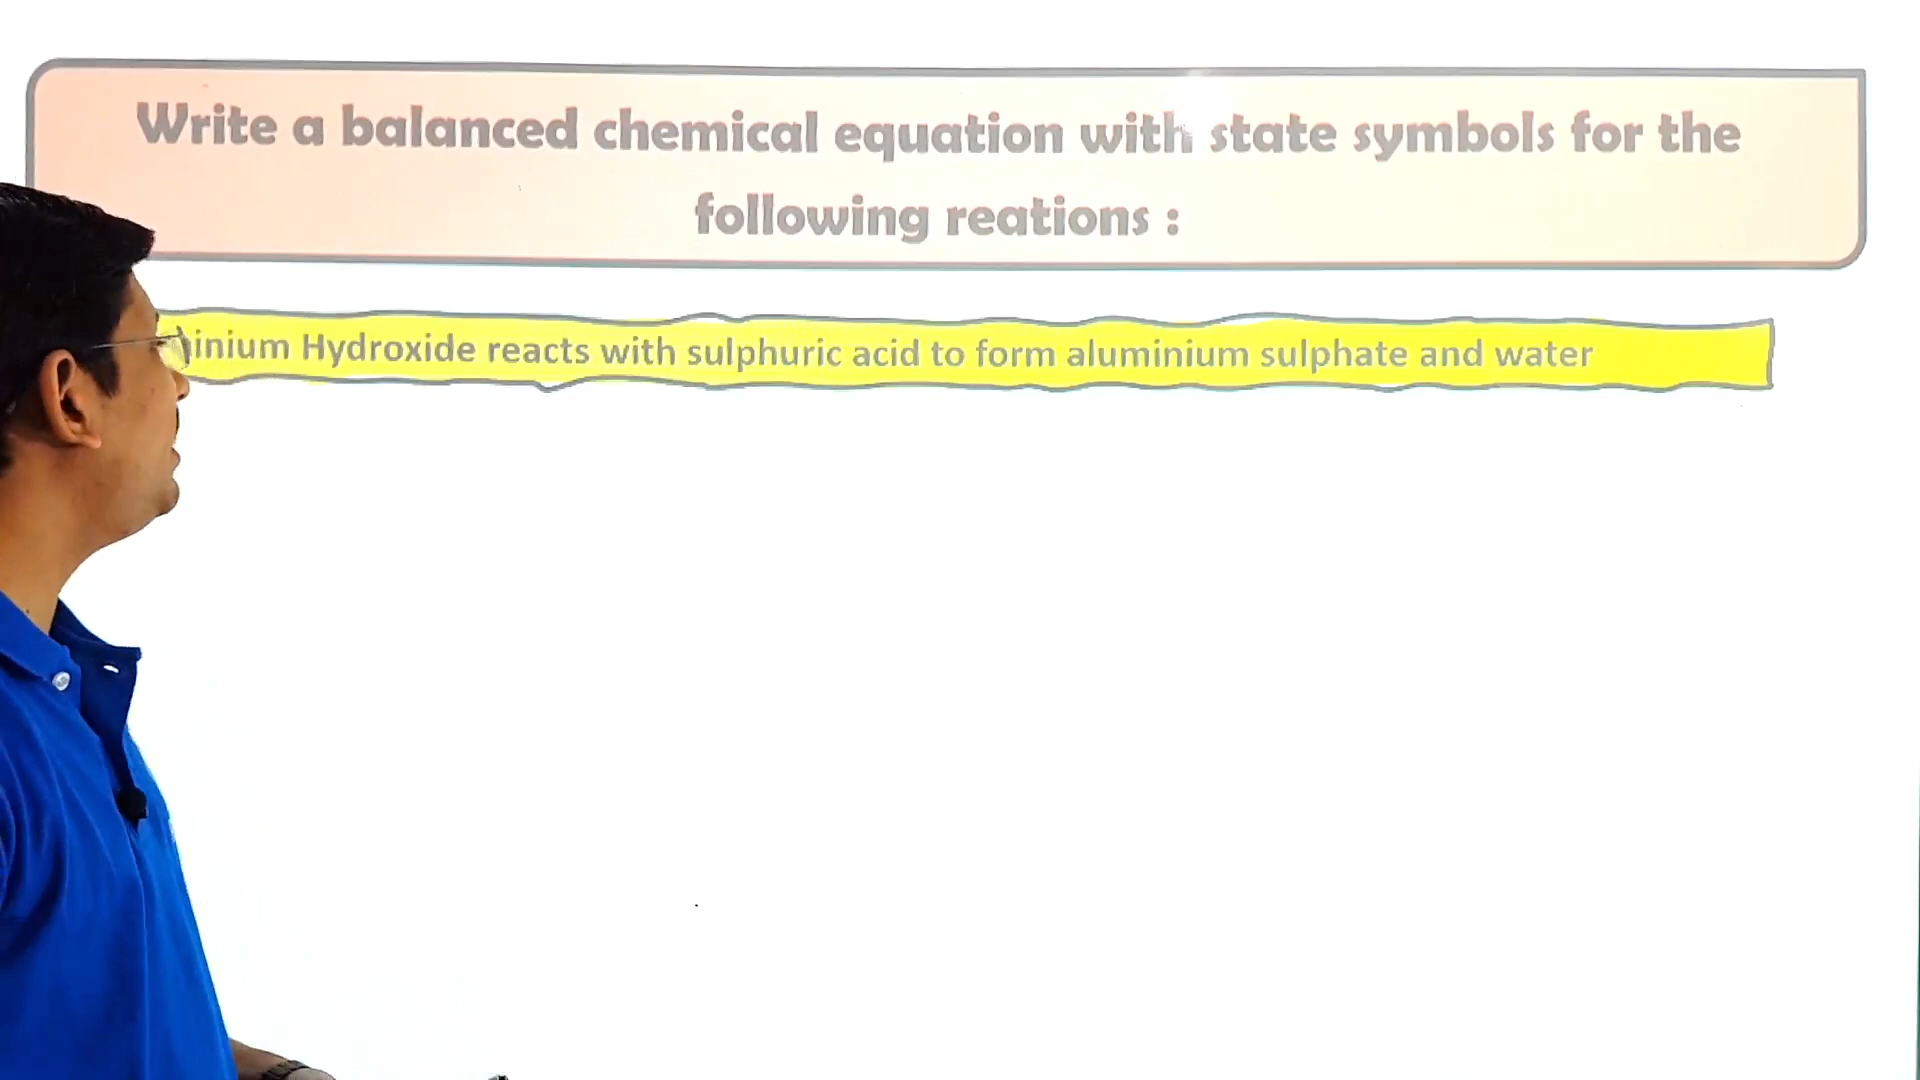 Write a balanced chemical equation with state symbols for the
following reations :
Hydroxide reacts with sulphuric acid to form aluminium sulphate and water